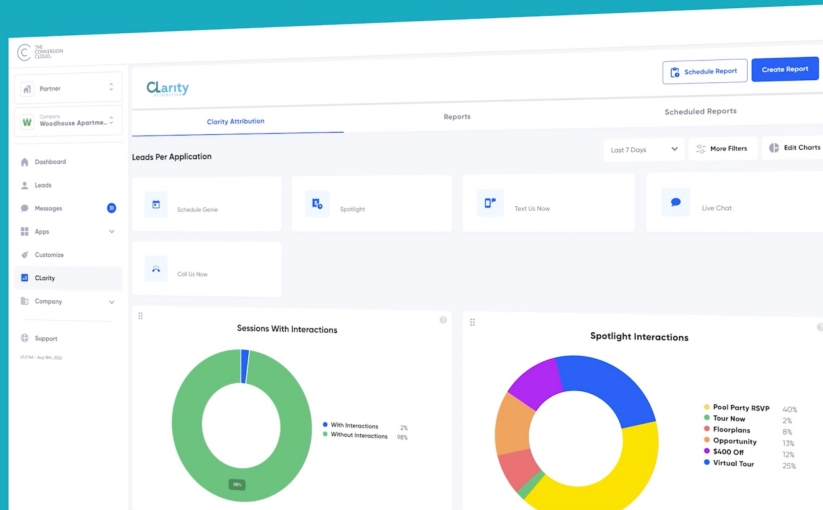 THE
CONVERSION
CLOUD.
Partner
Company
Woodhouse Apartme..
Dashboard
Leads
Messages
Apps
Customize
CLarity
Company
Support
CLarity
Schedule Report
Create Report
Clarity Attribution
Reports
Scheduled Reports
Leads Per Application
Last 7 Days
More Filters
Edit Charts
Schedule Genie
Spotlight
Text Us Now
Live Chat
Call Us Now
Sessions With Interactions
With Interactions 2%
Without Interactions 98%
98%
Spotlight Interactions
Pool Party RSVP 40%
Tour Now 2%
Floorplans 8%
Opportunity 13%
$400 Off 12%
Virtual Tour 25%